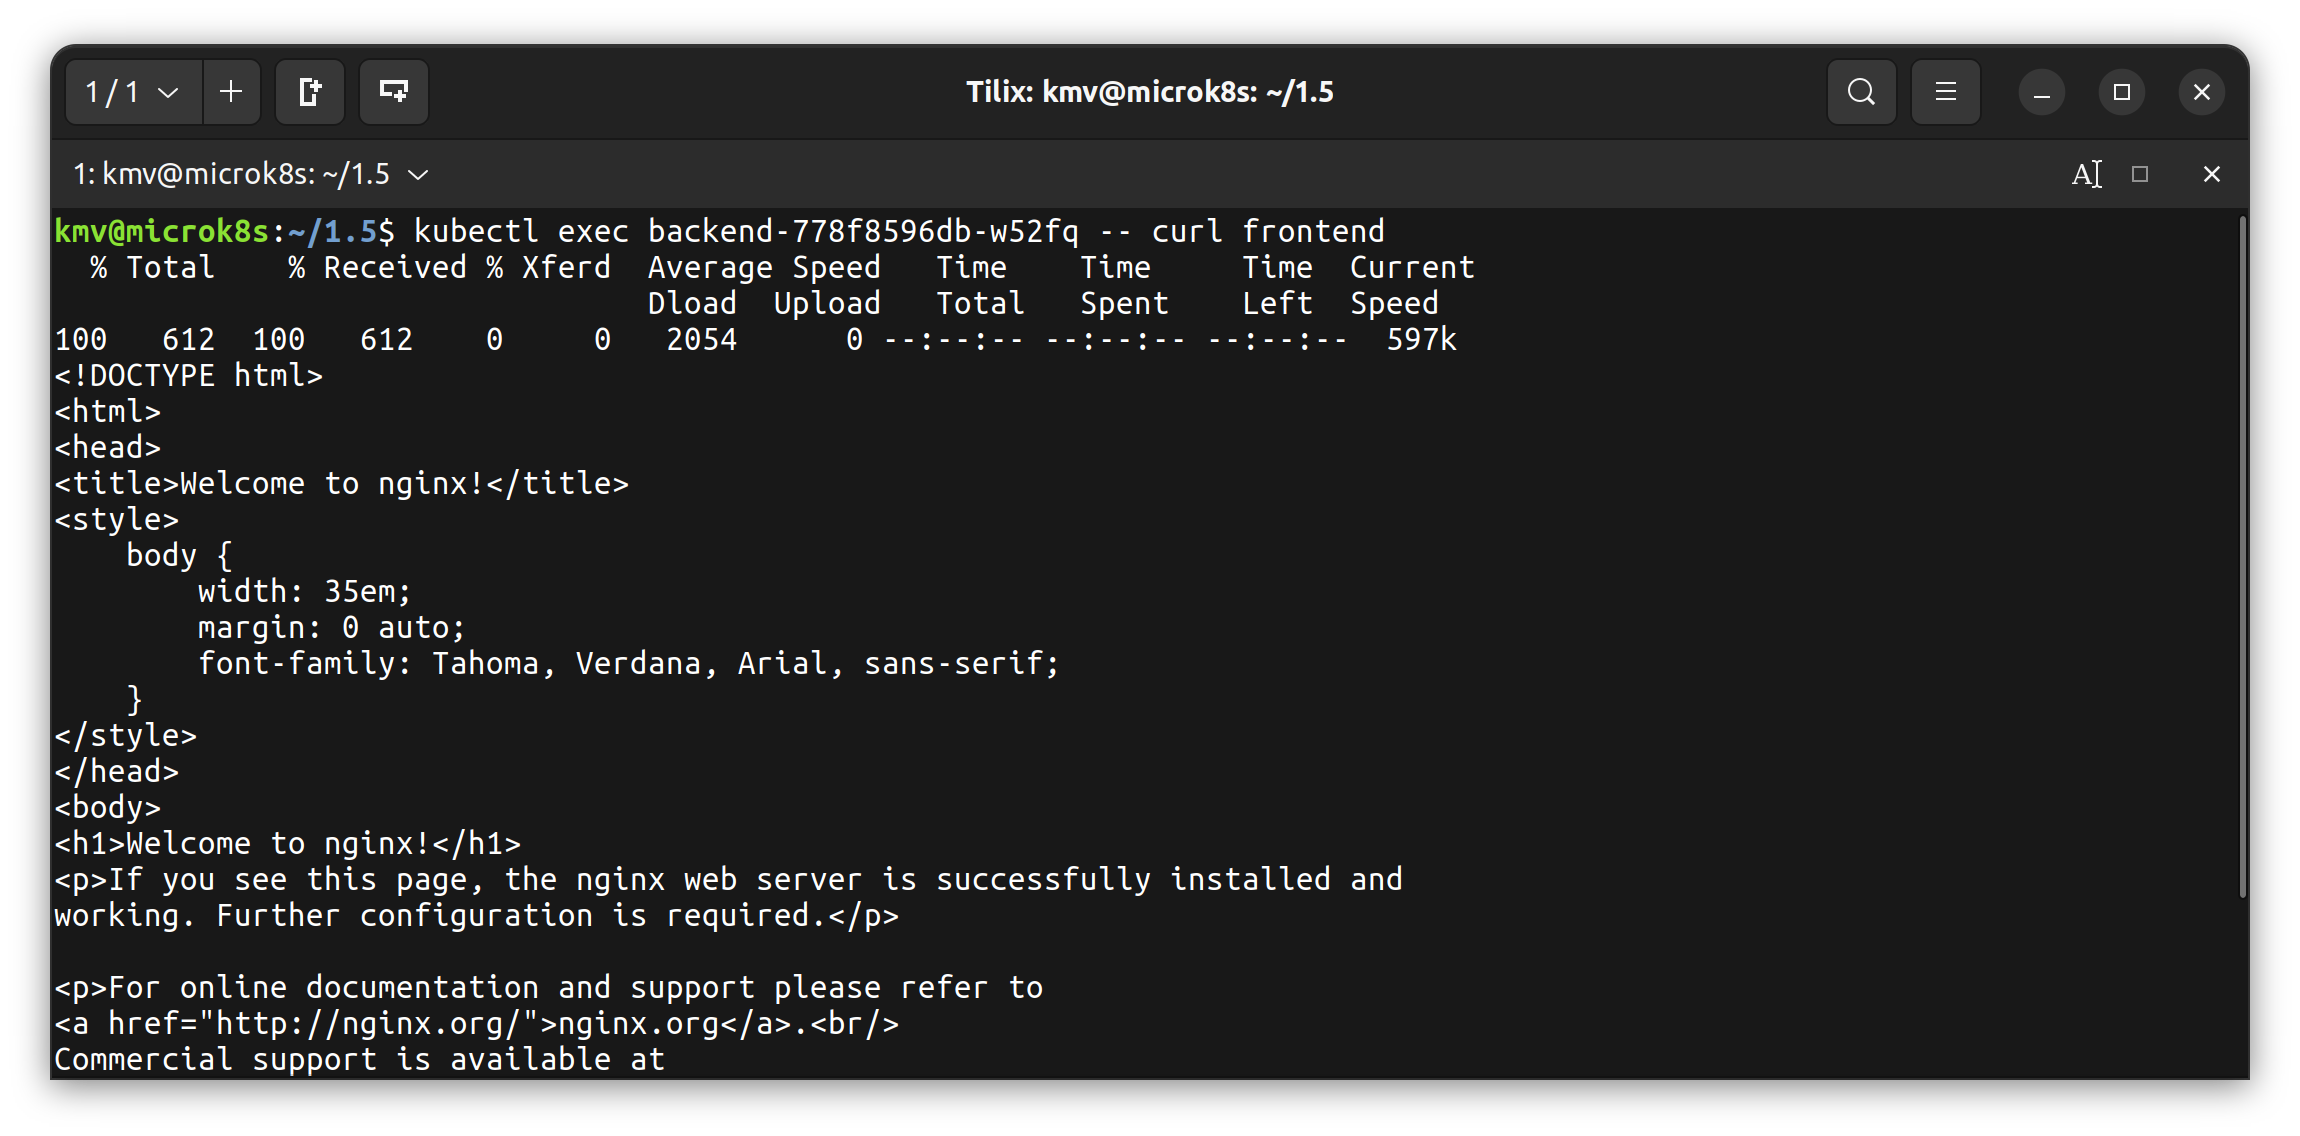 1 / 1
Tilix: kmv@microk8s: ~/1.5
1: kmv@microk8s: ~/1.5
kmv@microk8s:~/1.5$ kubectl exec backend-778f8596db-w52fq -- curl frontend
  % Total    % Received % Xferd  Average Speed   Time    Time     Time  Current
                                 Dload  Upload   Total   Spent    Left  Speed
100   612  100   612    0     0   2054      0 --:--:-- --:--:-- --:--:--  597k
<!DOCTYPE html>
<html>
<head>
<title>Welcome to nginx!</title>
<style>
    body {
        width: 35em;
        margin: 0 auto;
        font-family: Tahoma, Verdana, Arial, sans-serif;
    }
</style>
</head>
<body>
<h1>Welcome to nginx!</h1>
<p>If you see this page, the nginx web server is successfully installed and
working. Further configuration is required.</p>

<p>For online documentation and support please refer to
<a href="http://nginx.org/">nginx.org</a>.<br/>
Commercial support is available at